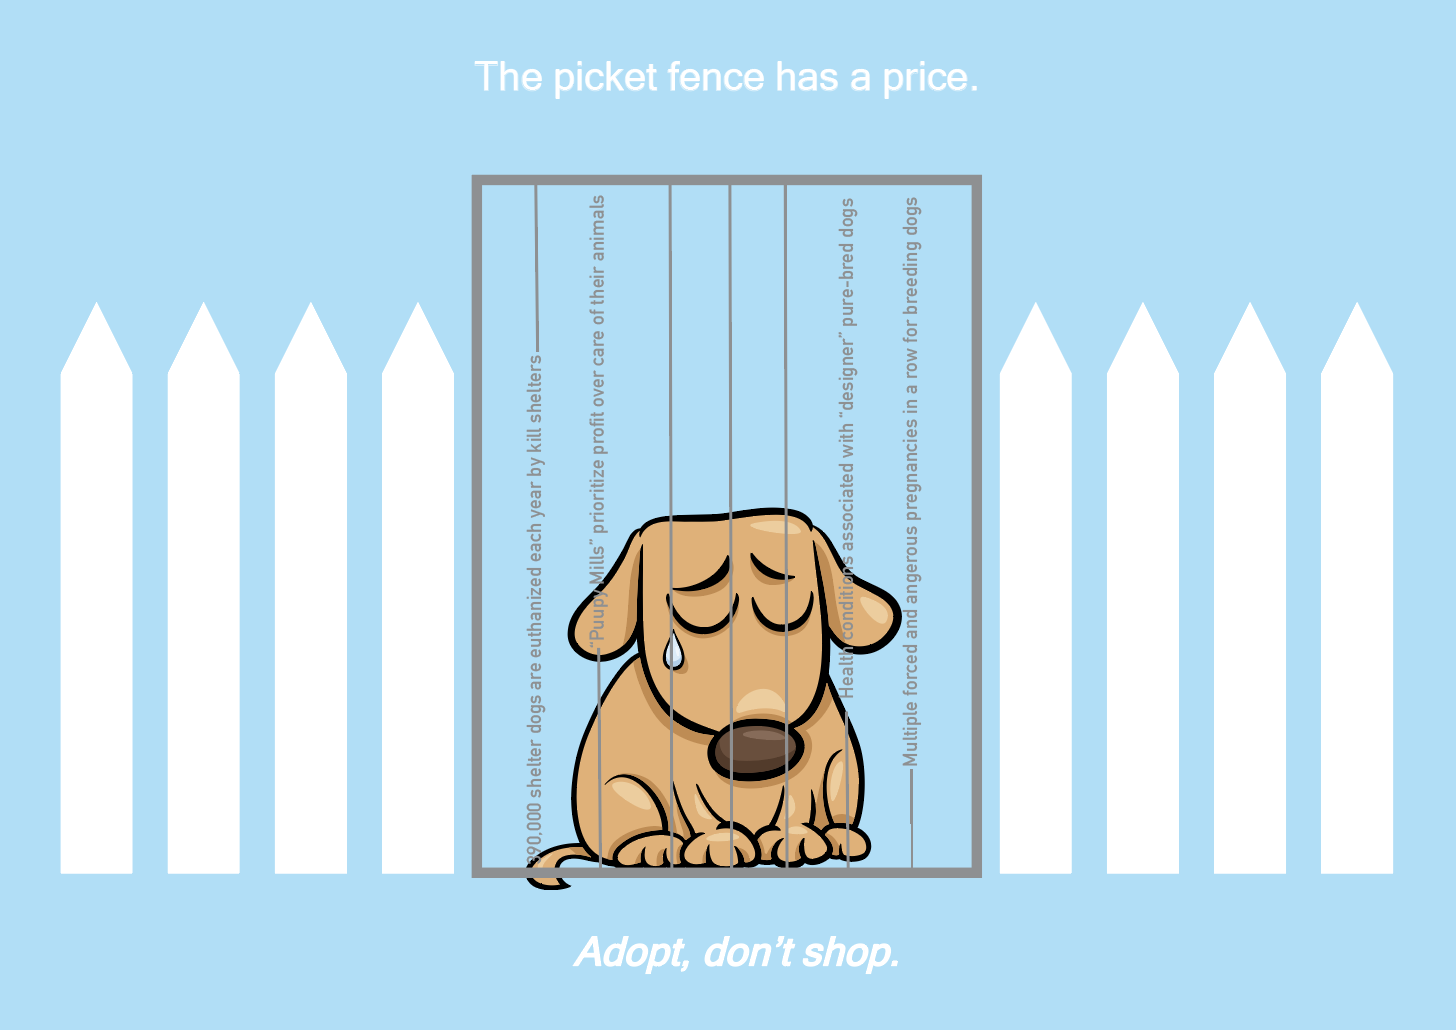 The picket fence has a price.
390,000 shelter dogs are euthanized each year by kill shelters
"Puupy Mills" prioritize profit over care of their animals
Health conditions associated with "designer" pure-bred dogs
Multiple forced and angerous pregnancies in a row for breeding dogs
Adopt, don't shop.